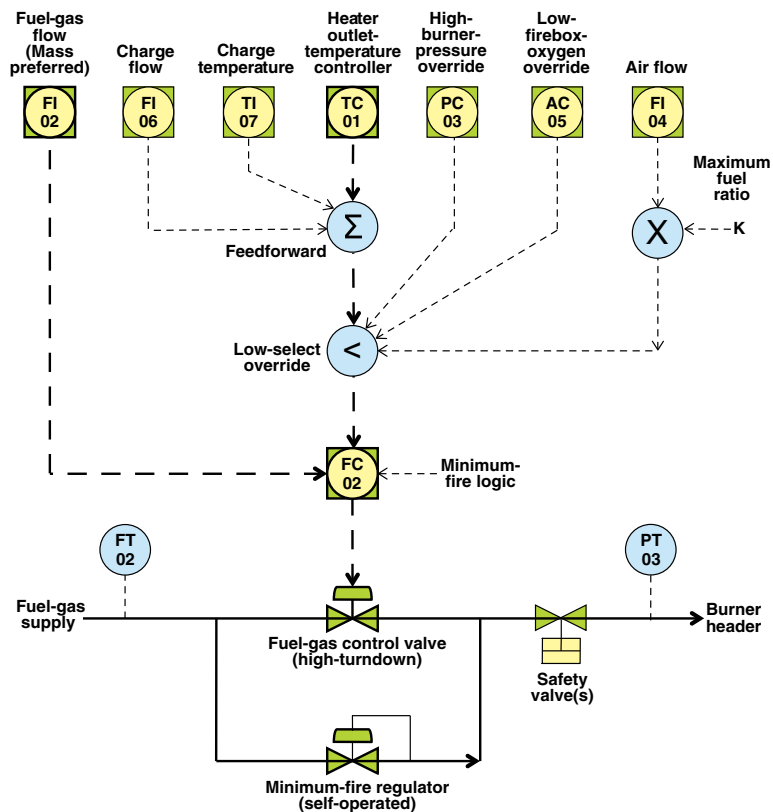 Fuel-gas
flow
(Mass
preferred)
Charge
flow
Charge
temperature
Heater
outlet-
temperature
controller
High-
burner-
pressure
override
Low-
firebox-
oxygen
override
Air flow
FI
02
FI
06
TI
07
TC
01
PC
03
AC
05
FI
04
Maximum
fuel
ratio
Σ
X
K
Feedforward
<
Low-select
override
FC
02
Minimum-
fire logic
FT
02
PT
03
Fuel-gas
supply
Burner
header
Fuel-gas control valve
(high-turndown)
Safety
valve(s)
Minimum-fire regulator
(self-operated)